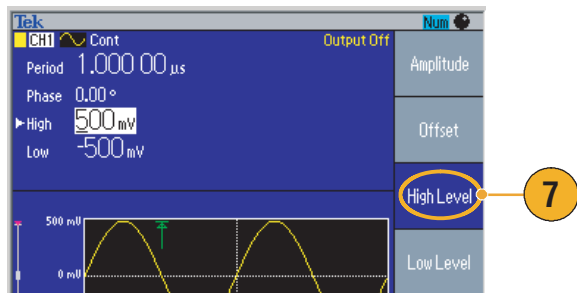 Tek Num
CH1 Cont Output Off
Period 1.000 00 µs
Phase 0.00 °
High 500 mV
Low -500 mV
Amplitude
Offset
High Level 7
Low Level
500 mV
0 mV